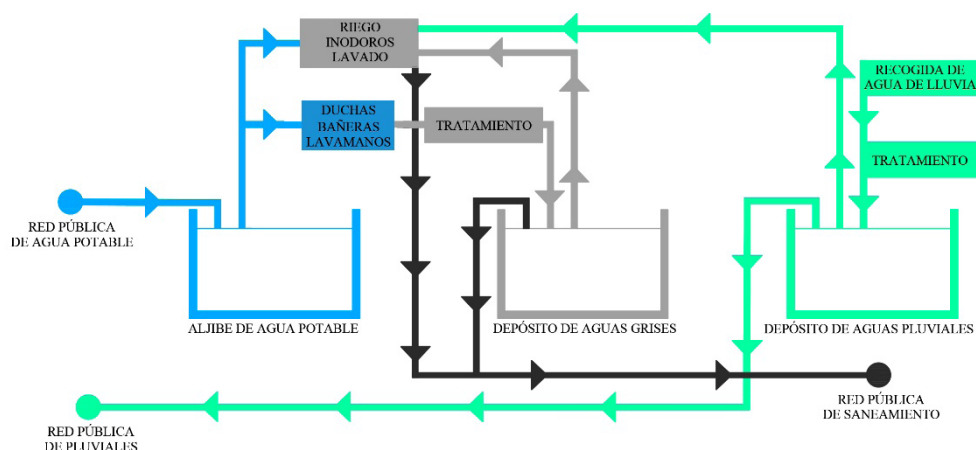 RIEGO
INODOROS
LAVADO
RECOGIDA DE
AGUA DE LLUVIA
DUCHAS
BAÑERAS
LAVAMANOS
TRATAMIENTO
TRATAMIENTO
RED PÚBLICA
DE AGUA POTABLE
ALJIBE DE AGUA POTABLE
DEPÓSITO DE AGUAS GRISES
DEPÓSITO DE AGUAS PLUVIALES
RED PÚBLICA
DE SANEAMIENTO
RED PÚBLICA
DE PLUVIALES